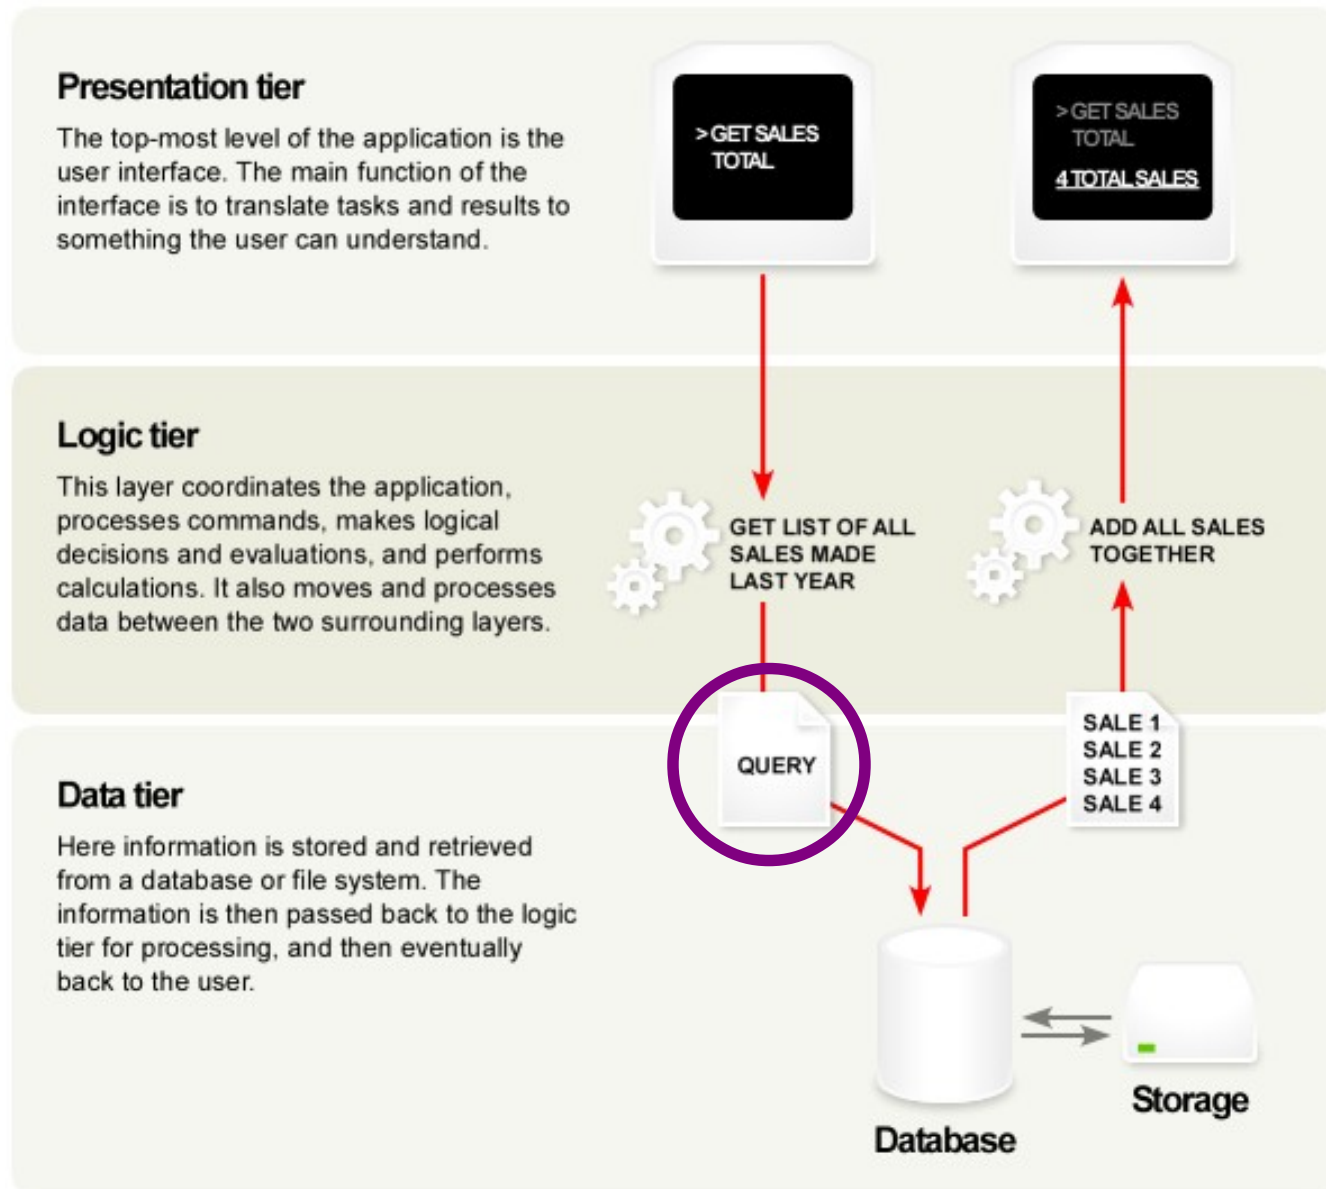 Presentation tier
The top-most level of the application is the
user interface. The main function of the
interface is to translate tasks and results to
something the user can understand.
>GET SALES
TOTAL
>GET SALES
TOTAL
4 TOTAL SALES
Logic tier
This layer coordinates the application,
processes commands, makes logical
decisions and evaluations, and performs
calculations. It also moves and processes
data between the two surrounding layers.
GET LIST OF ALL
SALES MADE
LAST YEAR
ADD ALL SALES
TOGETHER
QUERY
SALE 1
SALE 2
SALE 3
SALE 4
Data tier
Here information is stored and retrieved
from a database or file system. The
information is then passed back to the logic
tier for processing, and then eventually
back to the user.
Database
Storage